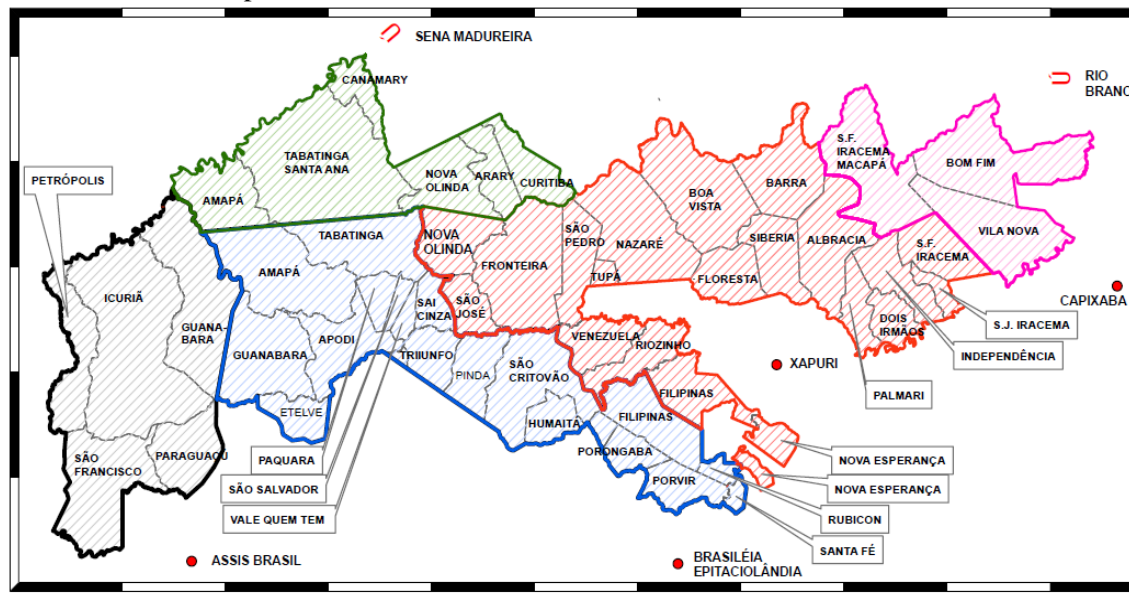 SENA MADUREIRA
RIO
BRANCO
CANAMARY
S.F.
IRACEMA
MACAPÁ
BOM FIM
TABATINGA
SANTA ANA
NOVA
OLINDA
ARARY
CURITIBA
BARRA
PETRÓPOLIS
AMAPÁ
BOA
VISTA
VILA NOVA
TABATINGA
NOVA
OLINDA
SÃO
PEDRO
NAZARÉ
SIBERIA
ALBRACIA
S.F.
IRACEMA
FRONTEIRA
AMAPÁ
TUPÃ
FLORESTA
CAPIXABA
ICURIÃ
SAI
CINZA
SÃO
JOSÉ
GUANA-
BARA
DOIS
IRMÃOS
S.J. IRACEMA
VENEZUELA
RIOZINHO
APODI
GUANABARA
TRIUNFO
INDEPENDÊNCIA
XAPURI
PINDA
SÃO
CRITOVÃO
PALMARI
FILIPINAS
ETELVE
FILIPINAS
HUMAITÁ
PORONGABA
PARAGUAÇU
SÃO
FRANCISCO
PAQUARA
NOVA ESPERANÇA
PORVIR
SÃO SALVADOR
NOVA ESPERANÇA
VALE QUEM TEM
RUBICON
SANTA FÉ
ASSIS BRASIL
BRASILÉIA
EPITACIOLÂNDIA